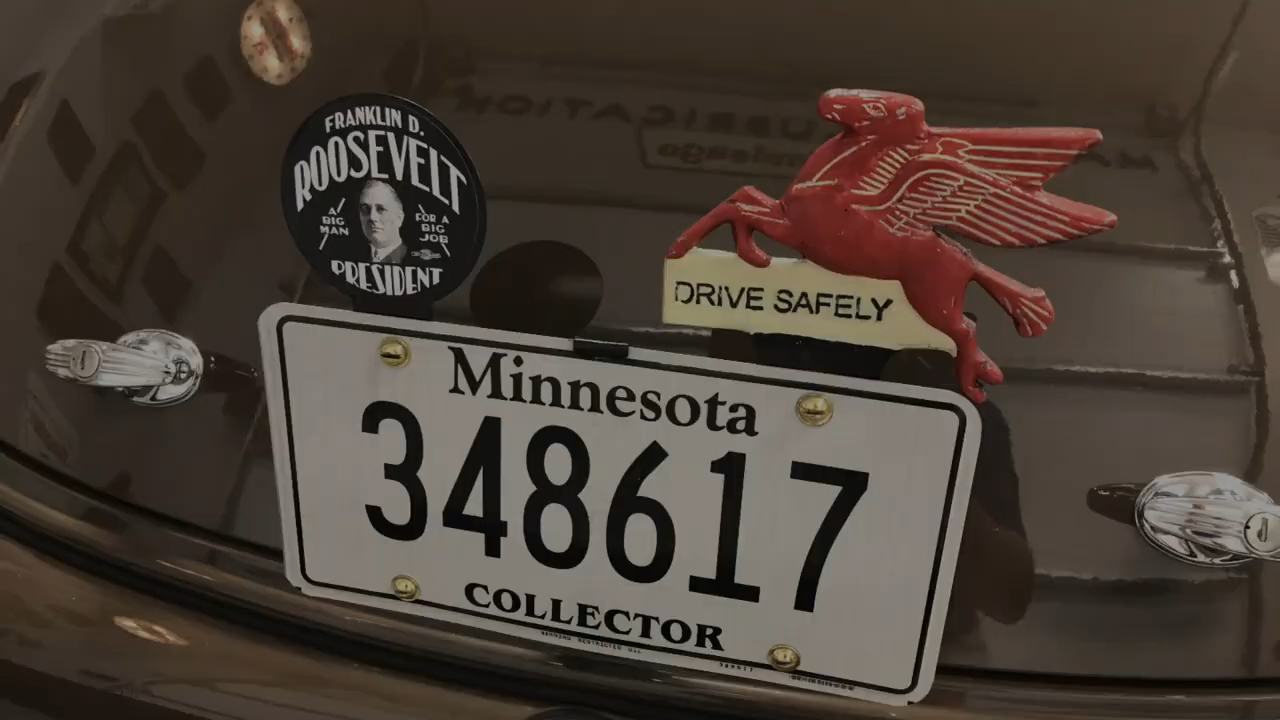 FRANKLIN D.
ROOSEVELT
A BIG MAN
FOR A BIG JOB
PRESIDENT
DRIVE SAFELY
Minnesota
348617
COLLECTOR